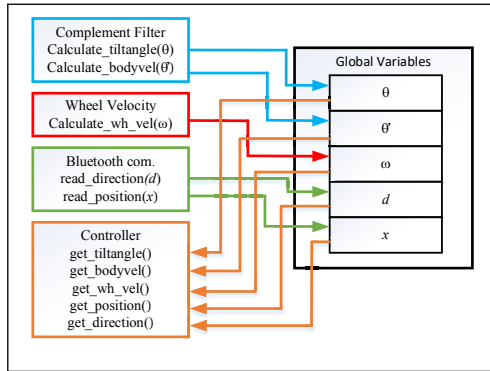 Complement Filter
Calculate_tiltangle(θ)
Calculate_bodyvel(θ')
Wheel Velocity
Calculate_wh_vel(ω)
Bluetooth com.
read_direction(d)
read_position(x)
Controller
get_tiltangle()
get_bodyvel()
get_wh_vel()
get_position()
get_direction()
Global Variables
θ
θ'
ω
d
x